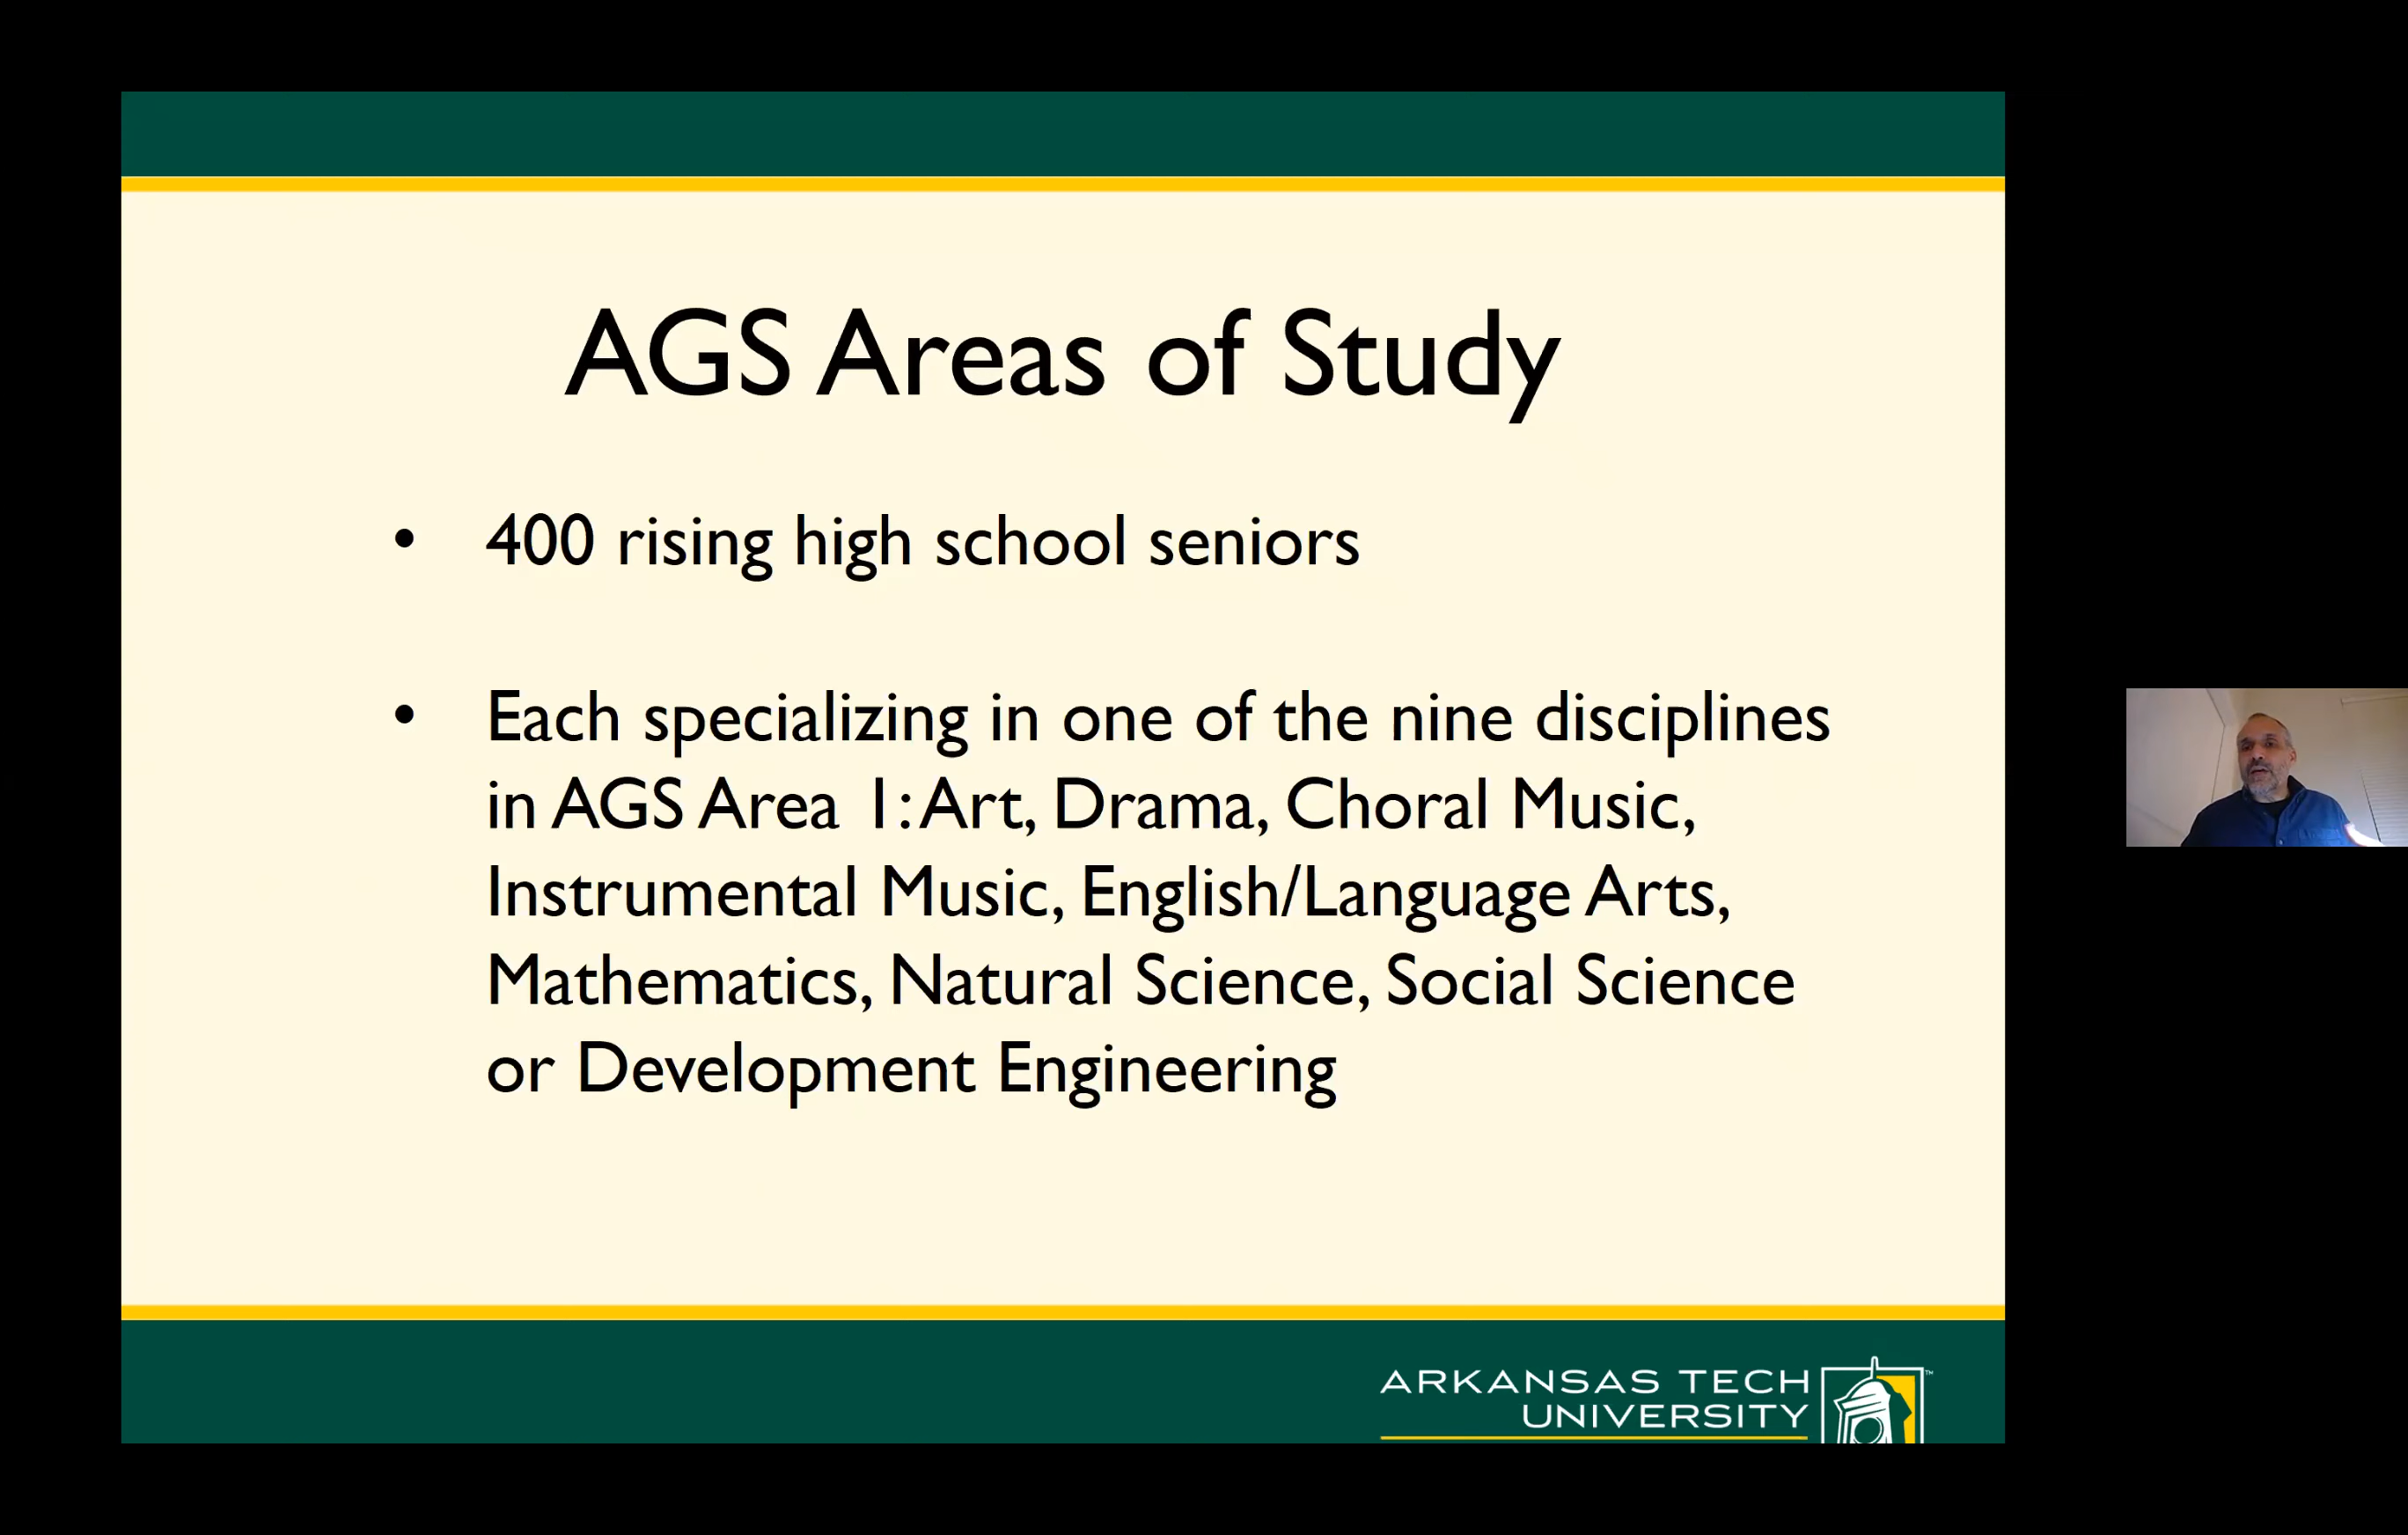 AGS Areas of Study
• 400 rising high school seniors
• Each specializing in one of the nine disciplines
in AGS Area 1: Art, Drama, Choral Music,
Instrumental Music, English/Language Arts,
Mathematics, Natural Science, Social Science
or Development Engineering
ARKANSAS TECH
UNIVERSITY
™